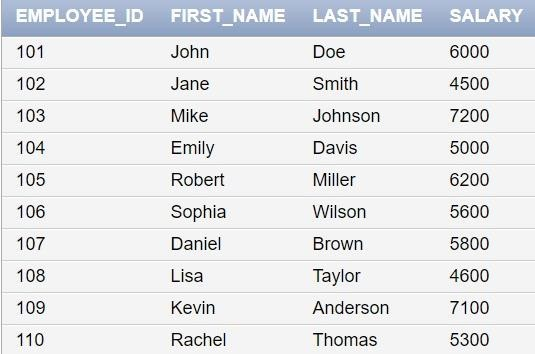 EMPLOYEE_ID FIRST_NAME LAST_NAME SALARY
101 John Doe 6000
102 Jane Smith 4500
103 Mike Johnson 7200
104 Emily Davis 5000
105 Robert Miller 6200
106 Sophia Wilson 5600
107 Daniel Brown 5800
108 Lisa Taylor 4600
109 Kevin Anderson 7100
110 Rachel Thomas 5300